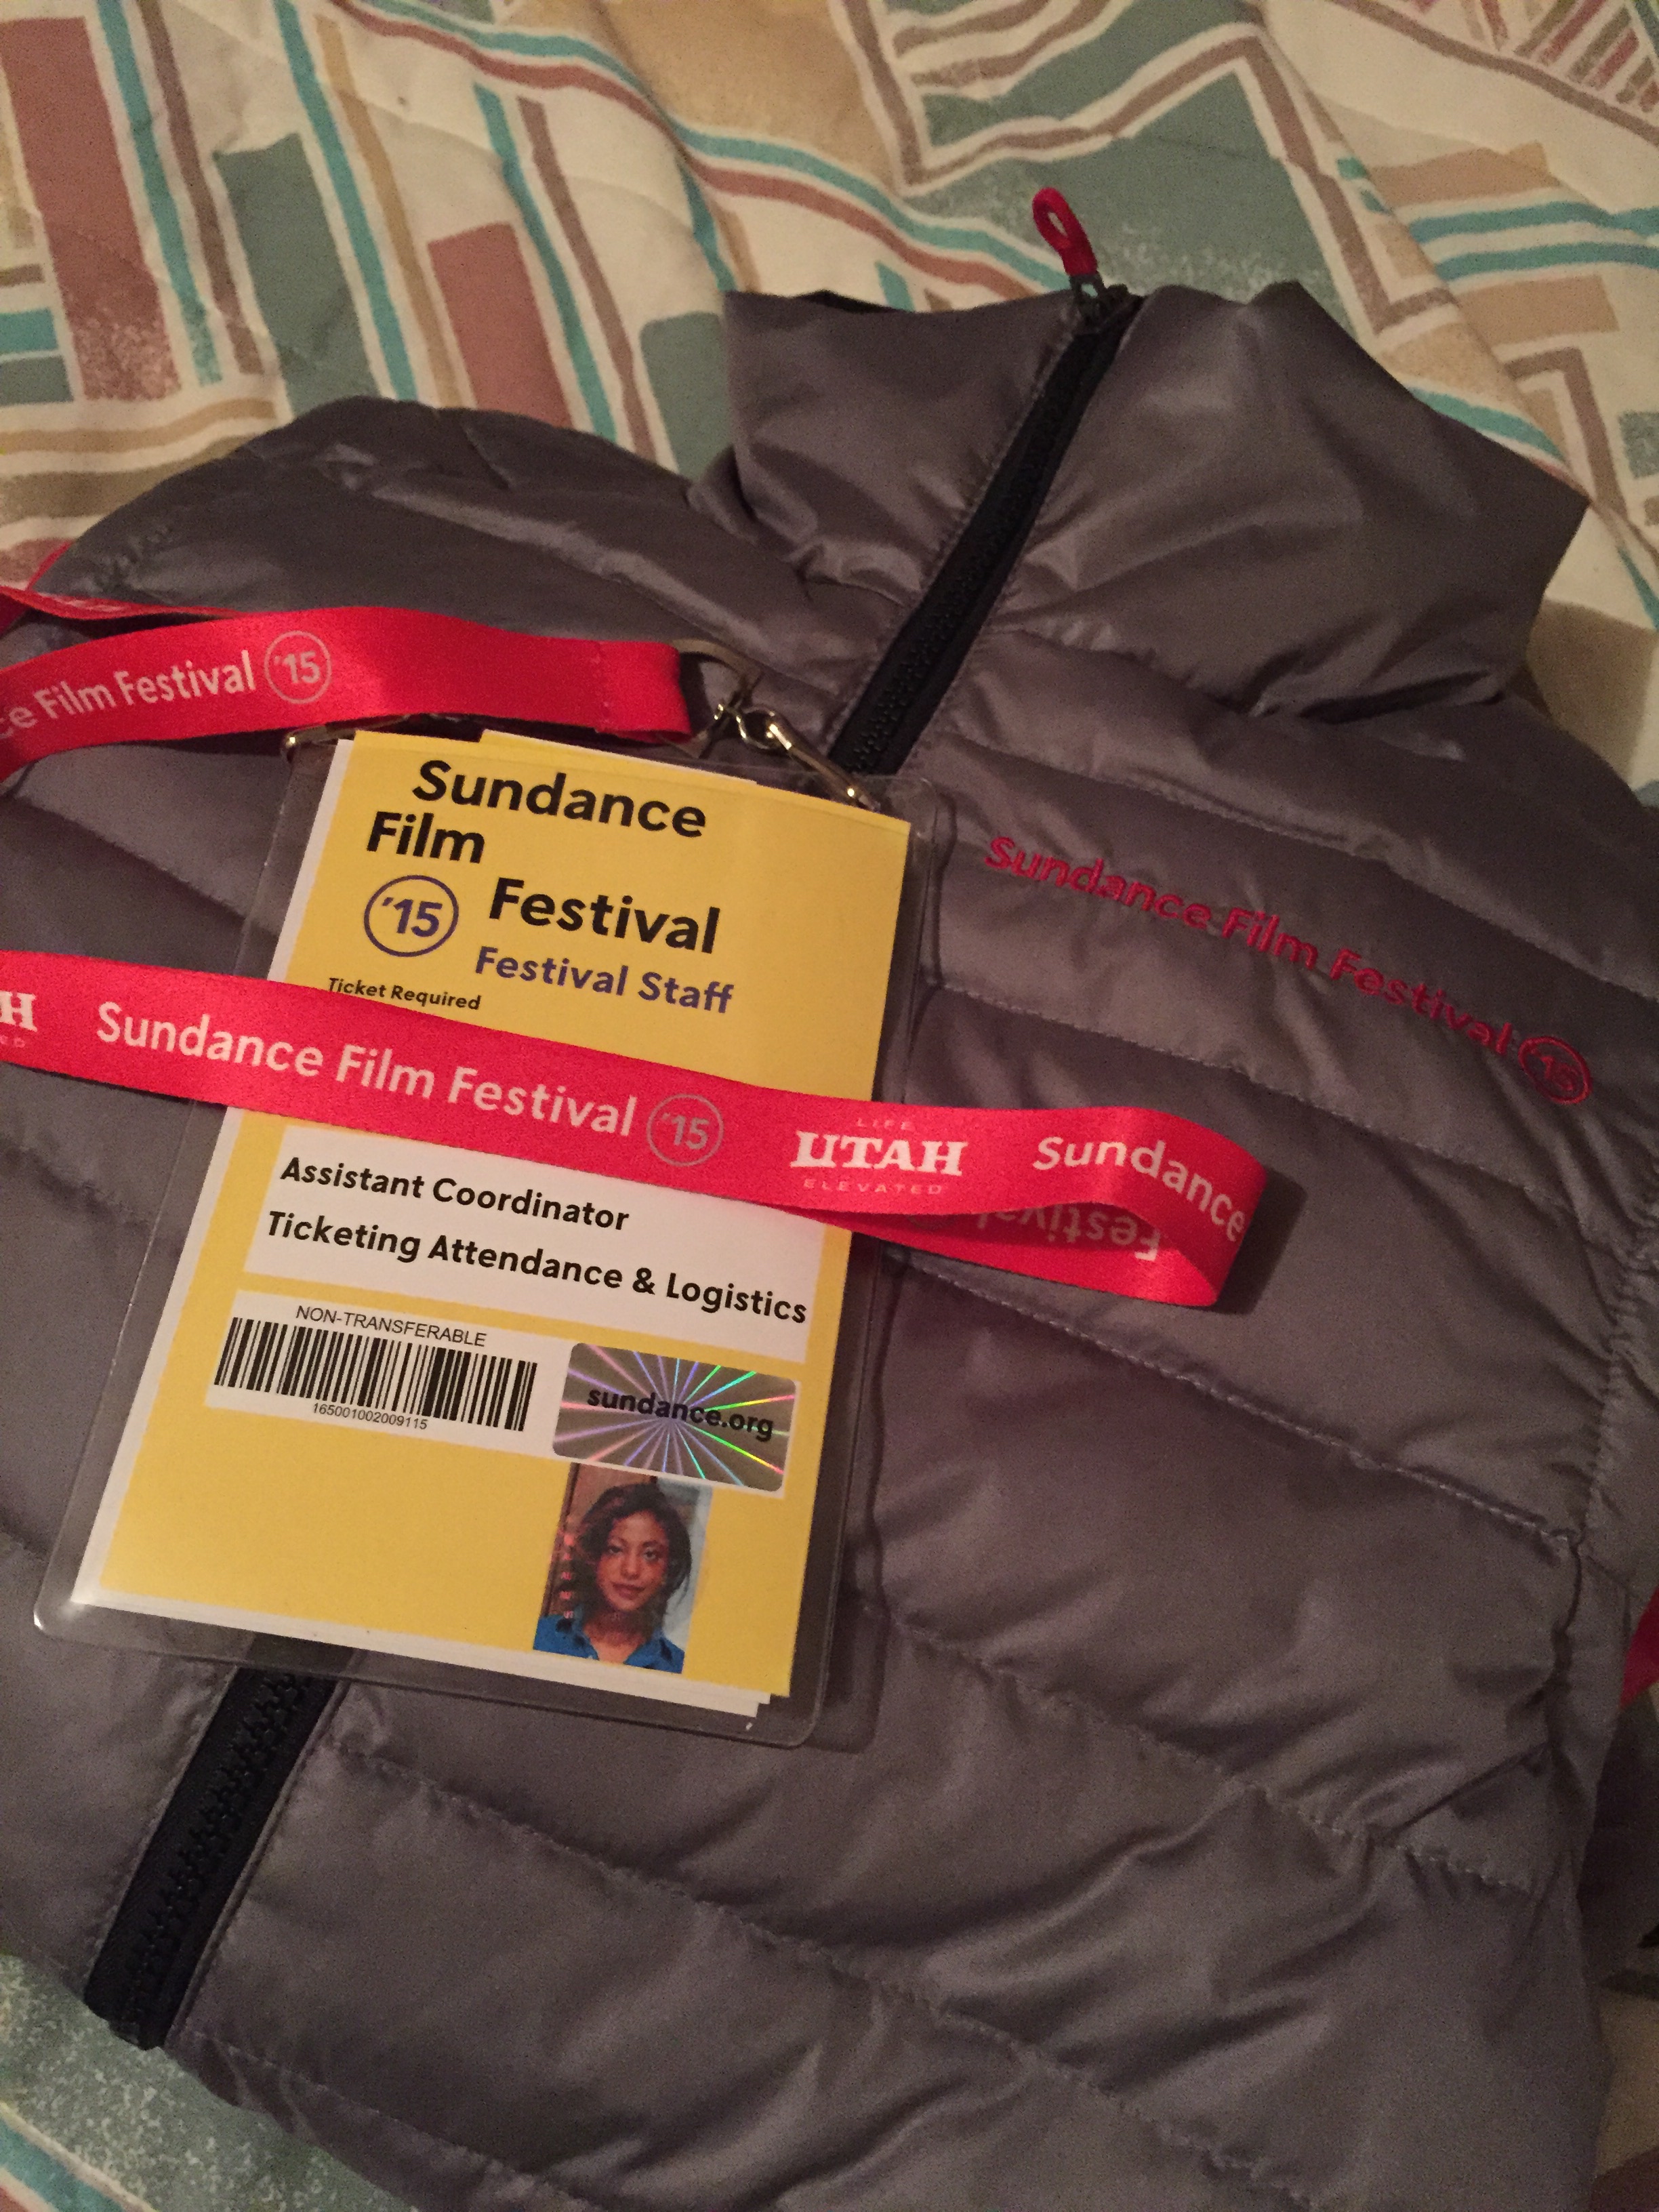 ce Film Festival '15
Sundance
Film
'15 Festival
Festival Staff
Ticket Required
H
Sundance Film Festival '15
LIFE
UTAH
ELEVATED
Sundance
Festival
Sundance Film Festival '15
Assistant Coordinator
Ticketing Attendance & Logistics
NON-TRANSFERABLE
165001002009115
sundance.org